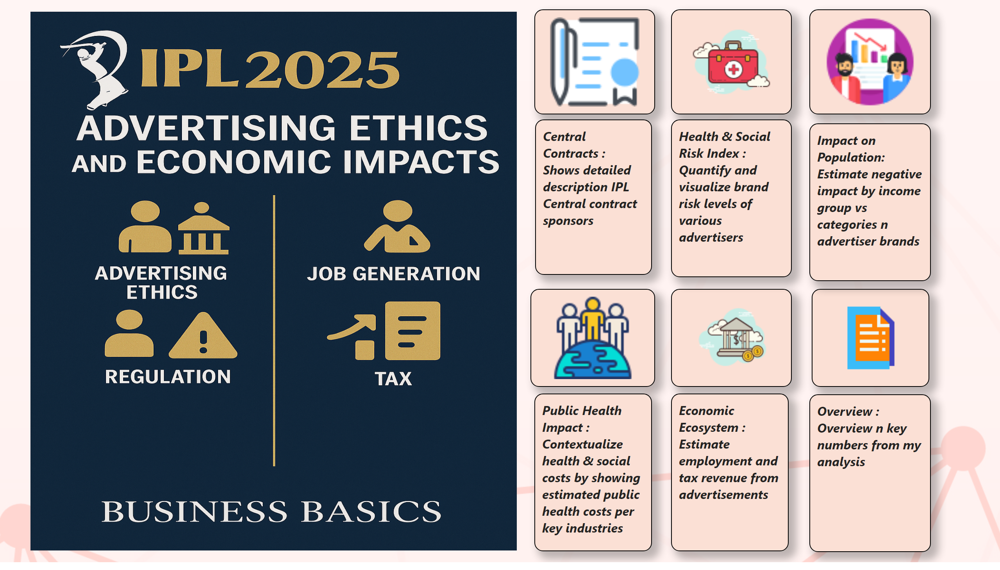 IPL 2025
ADVERTISING ETHICS
AND ECONOMIC IMPACTS
ADVERTISING
ETHICS
JOB GENERATION
REGULATION
TAX
BUSINESS BASICS
Central
Contracts :
Shows detailed
description IPL
Central contract
sponsors
Health & Social
Risk Index :
Quantify and
visualize brand
risk levels of
various
advertisers
Impact on
Population:
Estimate negative
impact by income
group vs
categories n
advertiser brands
Public Health
Impact :
Contextualize
health & social
costs by showing
estimated public
health costs per
key industries
Economic
Ecosystem :
Estimate
employment and
tax revenue from
advertisements
Overview :
Overview n key
numbers from my
analysis